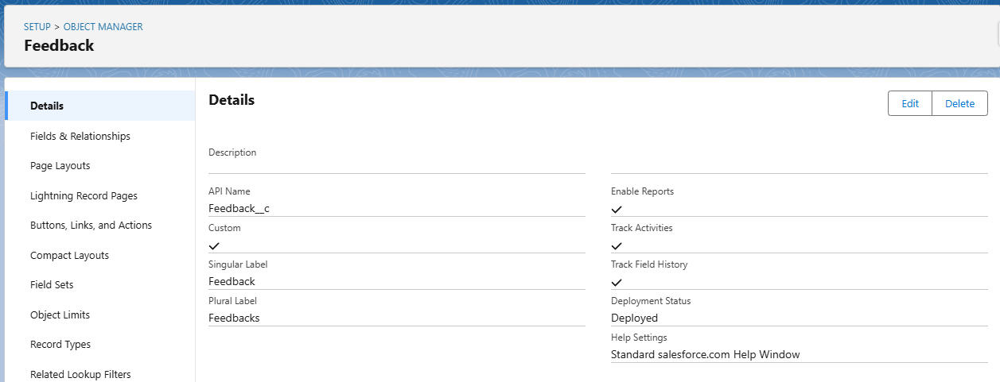 SETUP > OBJECT MANAGER
Feedback
Details
Fields & Relationships
Page Layouts
Lightning Record Pages
Buttons, Links, and Actions
Compact Layouts
Field Sets
Object Limits
Record Types
Related Lookup Filters
Details
Edit
Delete
Description
API Name
Feedback__c
Custom
Singular Label
Feedback
Plural Label
Feedbacks
Enable Reports
Track Activities
Track Field History
Deployment Status
Deployed
Help Settings
Standard salesforce.com Help Window